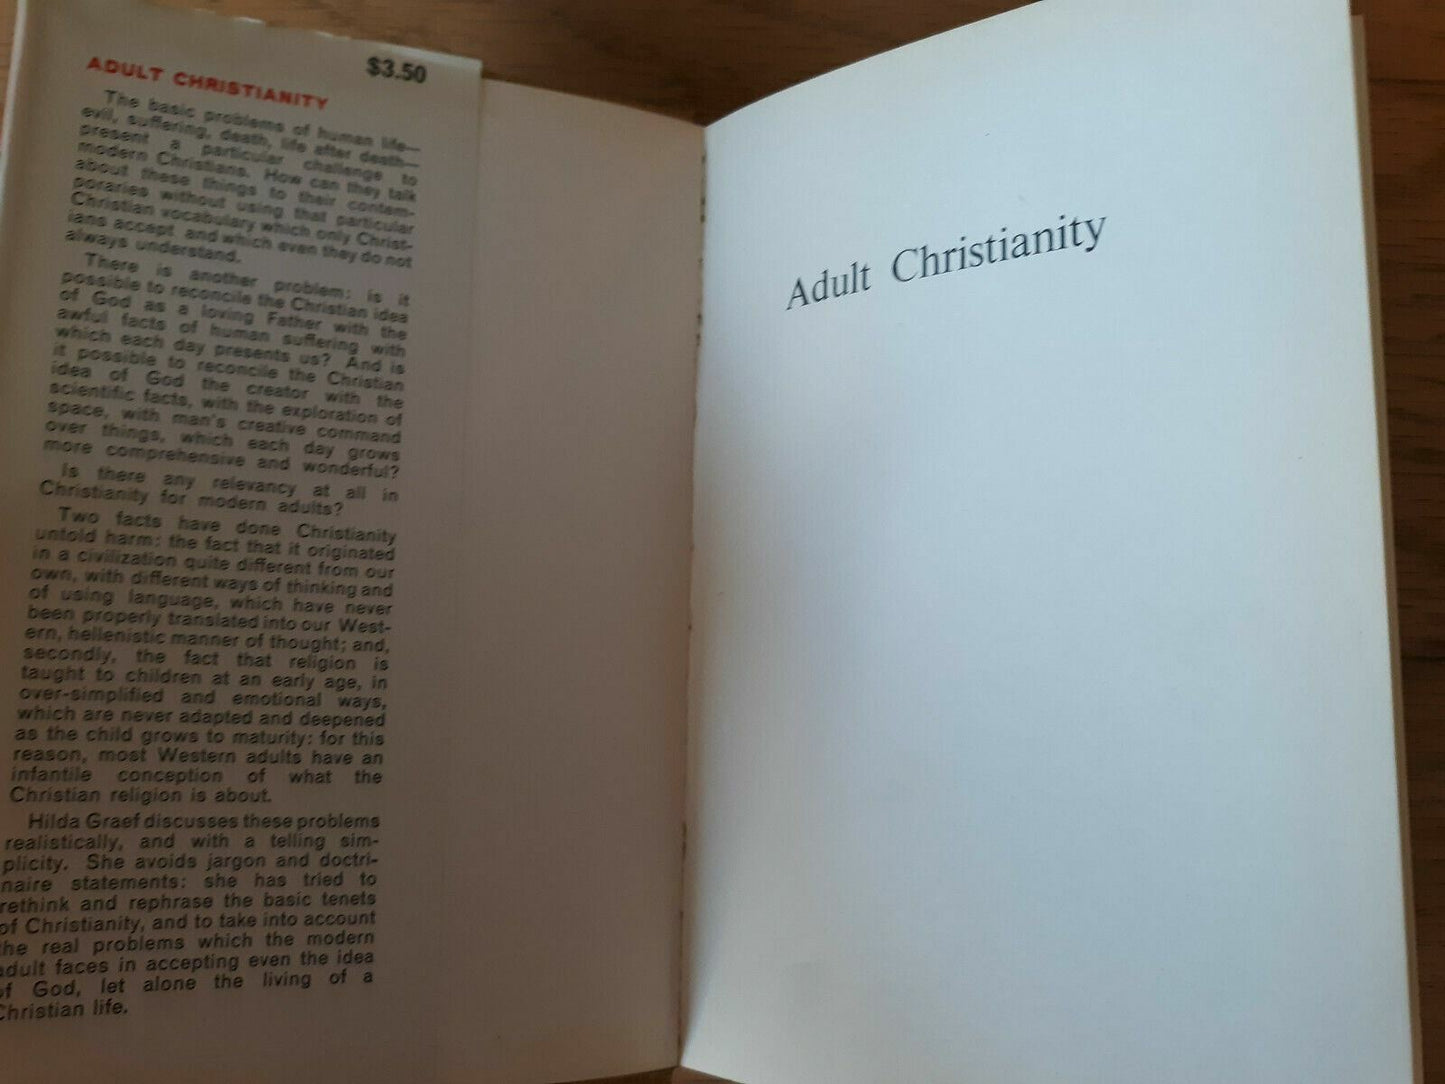 $3.50
ADULT CHRISTIANITY
The basic problems of human life—
evil, suffering, death, life after death—
present a particular challenge to
modern Christians. How can they talk
about these things to their contem-
poraries without using that particular
Christian vocabulary which only Christ-
ians accept and which even they do not
always understand.
There is another problem: is it
possible to reconcile the Christian idea
of God as a loving Father with the
awful facts of human suffering with
which each day presents us? And is
it possible to reconcile the Christian
idea of God the creator with the
scientific facts, with the exploration of
space, with man's creative command
over things, which each day grows
more comprehensive and wonderful?
Is there any relevancy at all in
Christianity for modern adults?
Two facts have done Christianity
untold harm: the fact that it originated
in a civilization quite different from our
own, with different ways of thinking and
of using language, which have never
been properly translated into our West-
ern, hellenistic manner of thought; and,
secondly, the fact that religion is
taught to children at an early age, in
over-simplified and emotional ways,
which are never adapted and deepened
as the child grows to maturity: for this
reason, most Western adults have an
infantile conception of what the
Christian religion is about.
Hilda Graef discusses these problems
realistically, and with a telling sim-
plicity. She avoids jargon and doctri-
naire statements: she has tried to
rethink and rephrase the basic tenets
of Christianity, and to take into account
the real problems which the modern
adult faces in accepting even the idea
of God, let alone the living of a
Christian life.
Adult Christianity